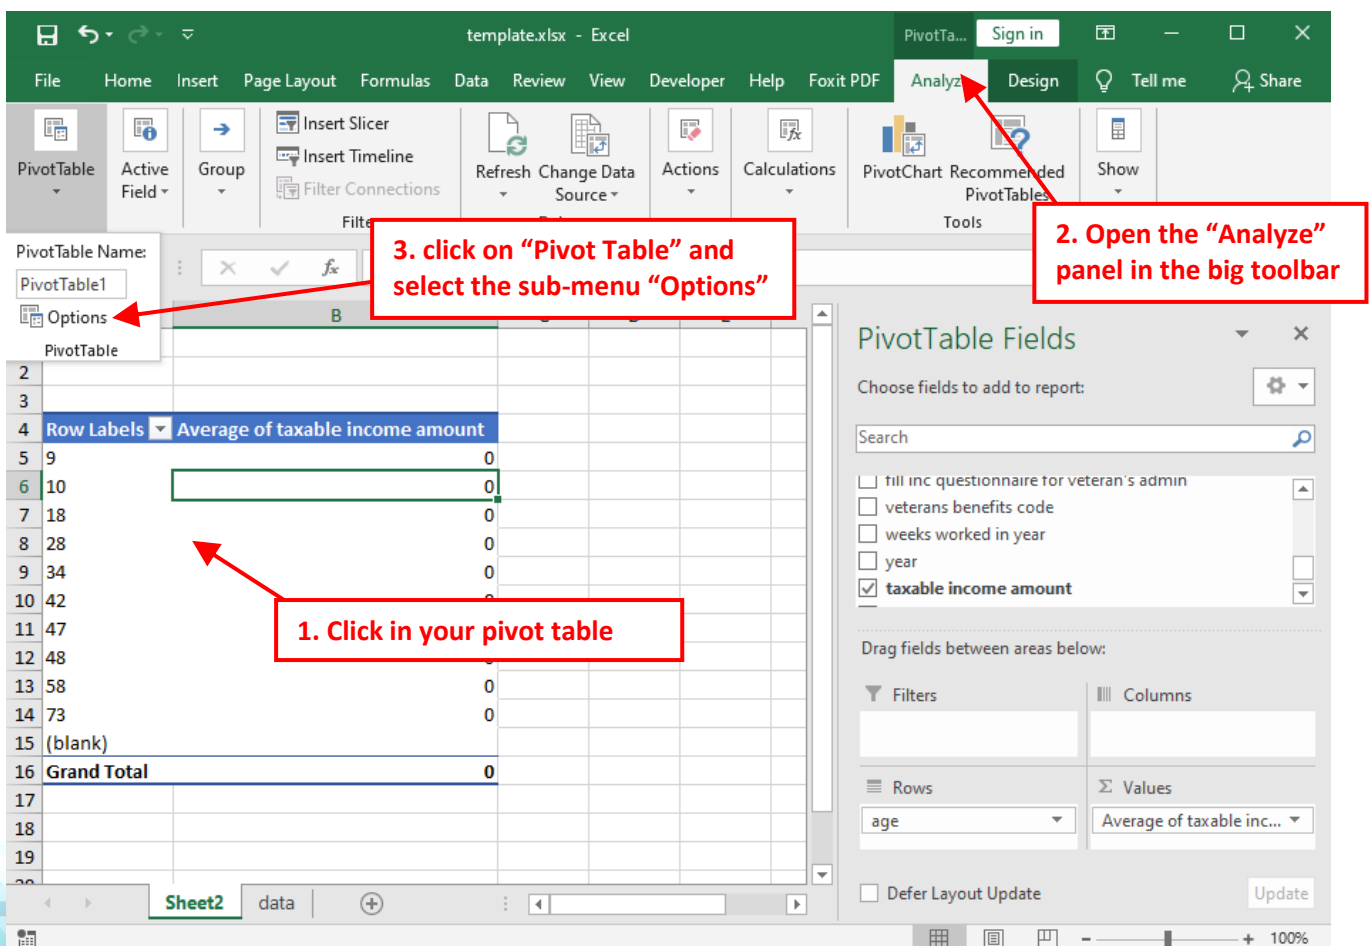 template.xlsx - Excel
PivotTa...
Sign in
File Home Insert Page Layout Formulas Data Review View Developer Help Foxit PDF Analyz Design Tell me Share
PivotTable
Active
Field
Group
Insert Slicer
Insert Timeline
Filter Connections
Refresh
Change Data
Source
Actions
Calculations
PivotChart
Recommended
PivotTables
Show
Tools
PivotTable Name:
PivotTable1
Options
PivotTable
fx
3. click on “Pivot Table” and
select the sub-menu “Options”
2. Open the “Analyze”
panel in the big toolbar
B
2
3
4 Row Labels Average of taxable income amount
5 9 0
6 10 0
7 18 0
8 28 0
9 34 0
10 42
11 47
12 48
13 58 0
14 73 0
15 (blank)
16 Grand Total 0
17
18
19
1. Click in your pivot table
PivotTable Fields
Choose fields to add to report:
Search
fill inc questionnaire for veteran's admin
veterans benefits code
weeks worked in year
year
taxable income amount
Drag fields between areas below:
Filters
Columns
Rows
Σ Values
age
Average of taxable inc...
Defer Layout Update
Update
Sheet2 data
100%